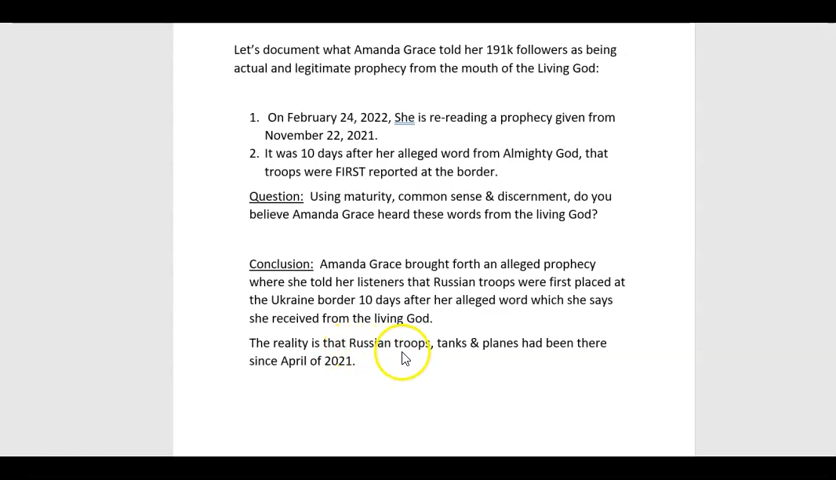 Let's document what Amanda Grace told her 191k followers as being
actual and legitimate prophecy from the mouth of the Living God:
1. On February 24, 2022, She is re-reading a prophecy given from
November 22, 2021.
2. It was 10 days after her alleged word from Almighty God, that
troops were FIRST reported at the border.
Question: Using maturity, common sense & discernment, do you
believe Amanda Grace heard these words from the living God?
Conclusion: Amanda Grace brought forth an alleged prophecy
where she told her listeners that Russian troops were first placed at
the Ukraine border 10 days after her alleged word which she says
she received from the living God.
The reality is that Russian troops, tanks & planes had been there
since April of 2021.